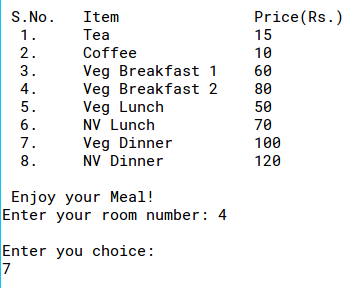 S.No. Item Price(Rs.)
1. Tea 15
2. Coffee 10
3. Veg Breakfast 1 60
4. Veg Breakfast 2 80
5. Veg Lunch 50
6. NV Lunch 70
7. Veg Dinner 100
8. NV Dinner 120
Enjoy your Meal!
Enter your room number: 4
Enter you choice:
7